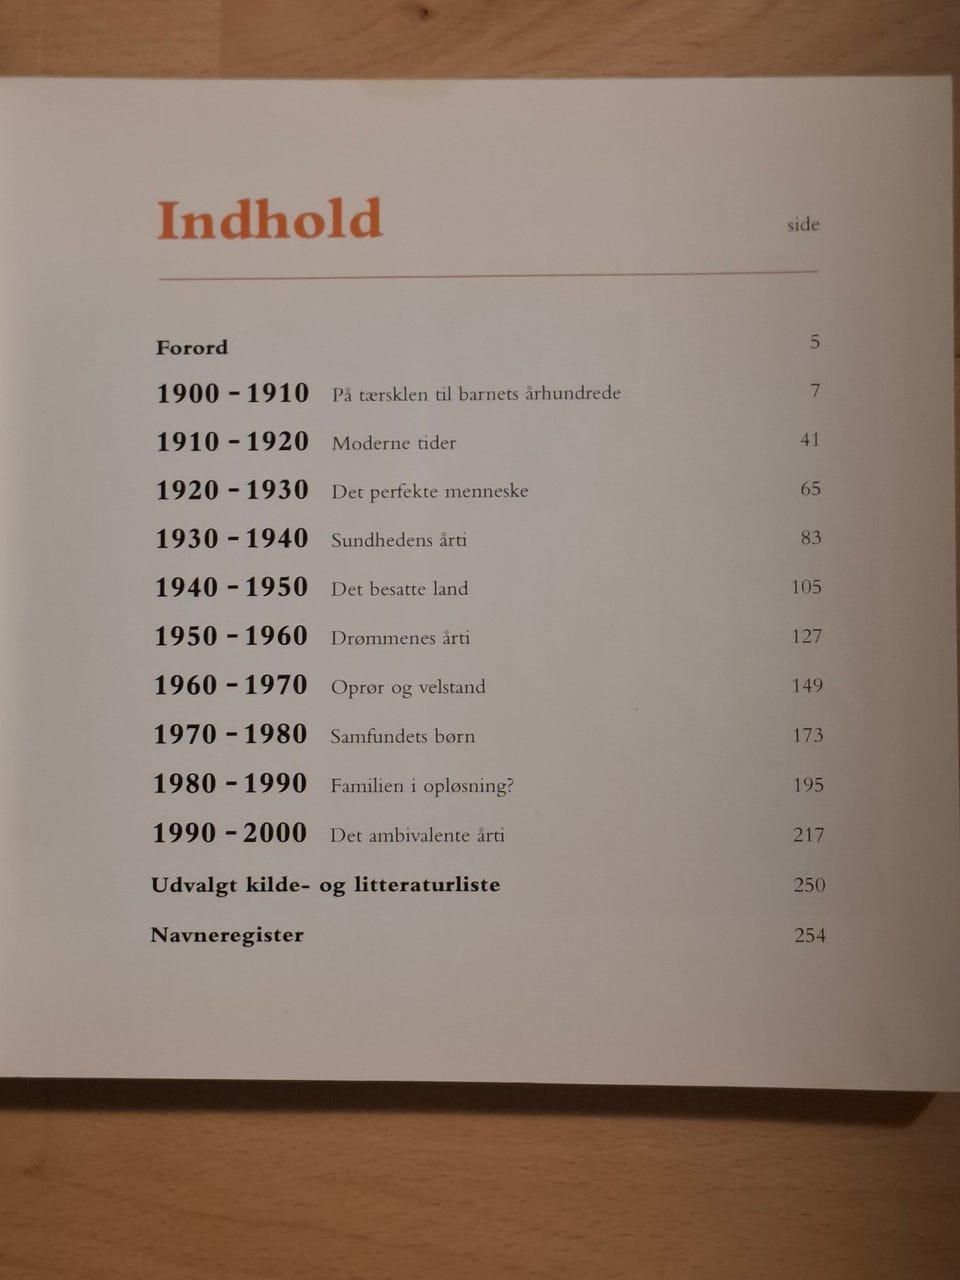 Indhold side
Forord 5
1900 - 1910 På tærsklen til barnets århundrede 7
1910 - 1920 Moderne tider 41
1920 - 1930 Det perfekte menneske 65
1930 - 1940 Sundhedens årti 83
1940 - 1950 Det besatte land 105
1950 - 1960 Drømmenes årti 127
1960 - 1970 Oprør og velstand 149
1970 - 1980 Samfundets børn 173
1980 - 1990 Familien i opløsning? 195
1990 - 2000 Det ambivalente årti 217
Udvalgt kilde- og litteraturliste 250
Navneregister 254